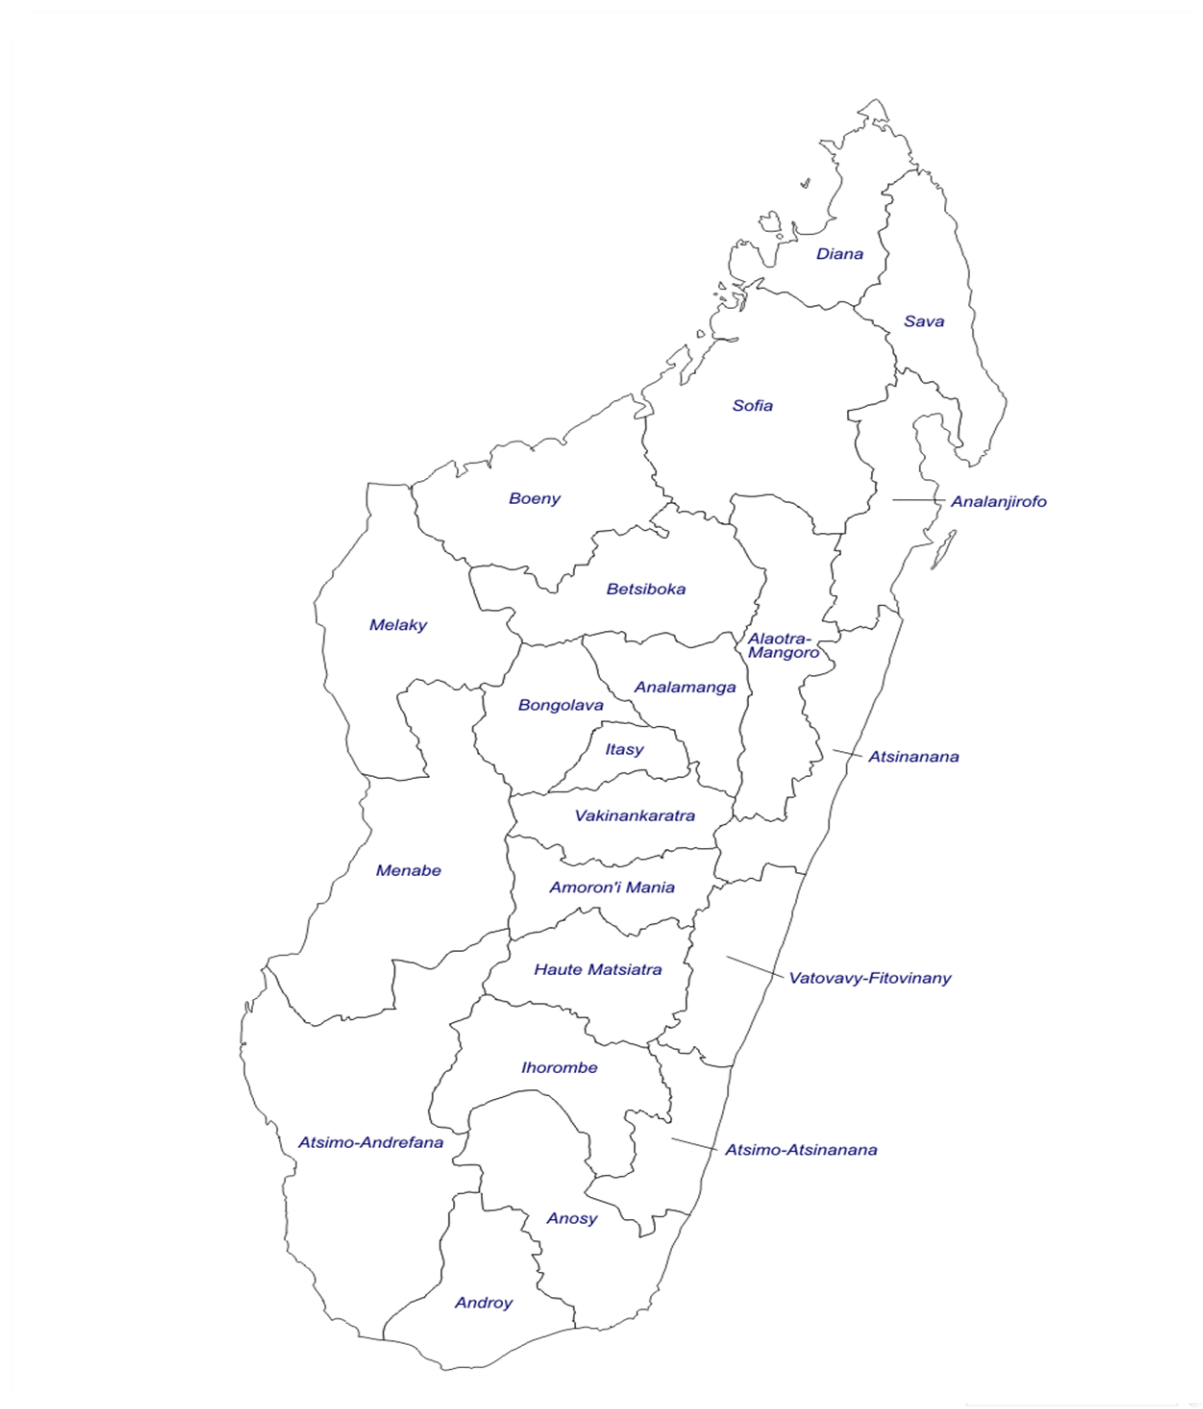 Diana
Sava
Sofia
Boeny
Analanjirofo
Betsiboka
Melaky
Alaotra-
Mangoro
Analamanga
Bongolava
Itasy
Atsinanana
Vakinankaratra
Menabe
Amoron'i Mania
Haute Matsiatra
Vatovavy-Fitovinany
Ihorombe
Atsimo-Andrefana
Atsimo-Atsinanana
Anosy
Androy